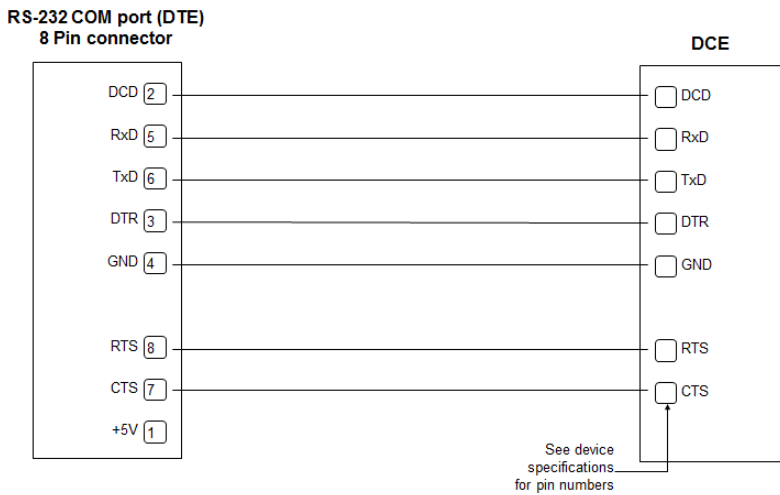 RS-232 COM port (DTE)
8 Pin connector
DCE
DCD 2
DCD
RxD 5
RxD
TxD 6
TxD
DTR 3
DTR
GND 4
GND
RTS 8
RTS
CTS 7
CTS
+5V 1
See device
specifications
for pin numbers